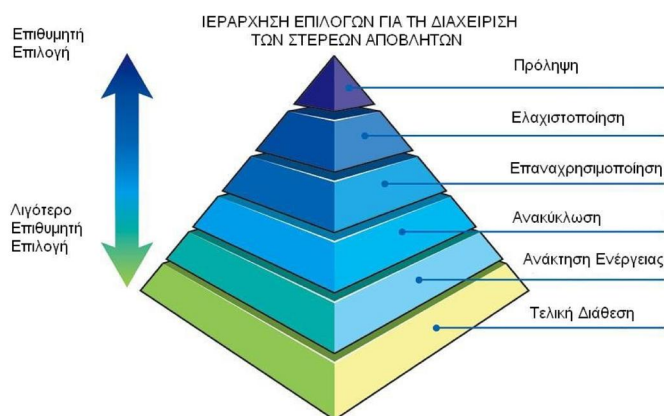 ΙΕΡΑΡΧΗΣΗ ΕΠΙΛΟΓΩΝ ΓΙΑ ΤΗ ΔΙΑΧΕΙΡΙΣΗ
ΤΩΝ ΣΤΕΡΕΩΝ ΑΠΟΒΛΗΤΩΝ
Επιθυμητή
Επιλογή
Πρόληψη
Ελαχιστοποίηση
Επαναχρησιμοποίηση
Λιγότερο
Επιθυμητή
Επιλογή
Ανακύκλωση
Ανάκτηση Ενέργειας
Τελική Διάθεση